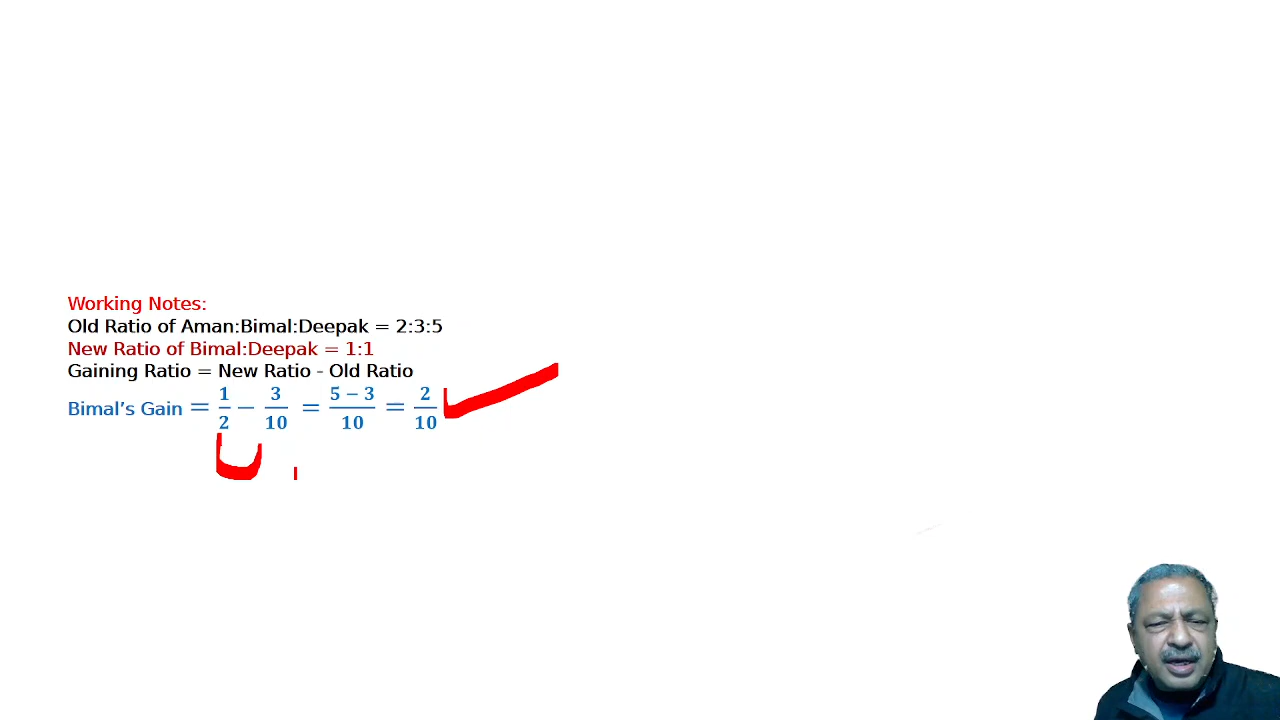 Working Notes:
Old Ratio of Aman:Bimal:Deepak = 2:3:5
New Ratio of Bimal:Deepak = 1:1
Gaining Ratio = New Ratio - Old Ratio
Bimal's Gain = 1/2 − 3/10 = 5 − 3/10 = 2/10